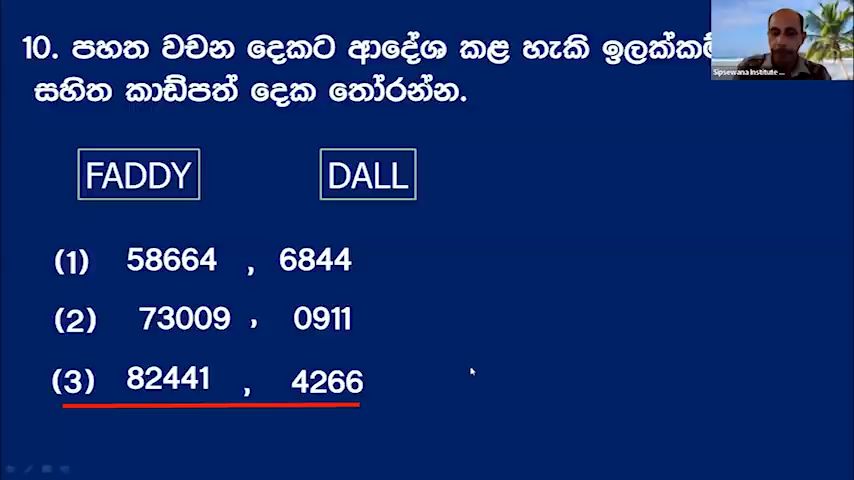 10. පහත වචන දෙකට ආදේශ කළ හැකි ඉලක්කම්
සහිත කාඩ්පත් දෙක තෝරන්න.
Sipsewana Institute ...
FADDY DALL
(1) 58664 , 6844
(2) 73009 , 0911
(3) 82441 , 4266